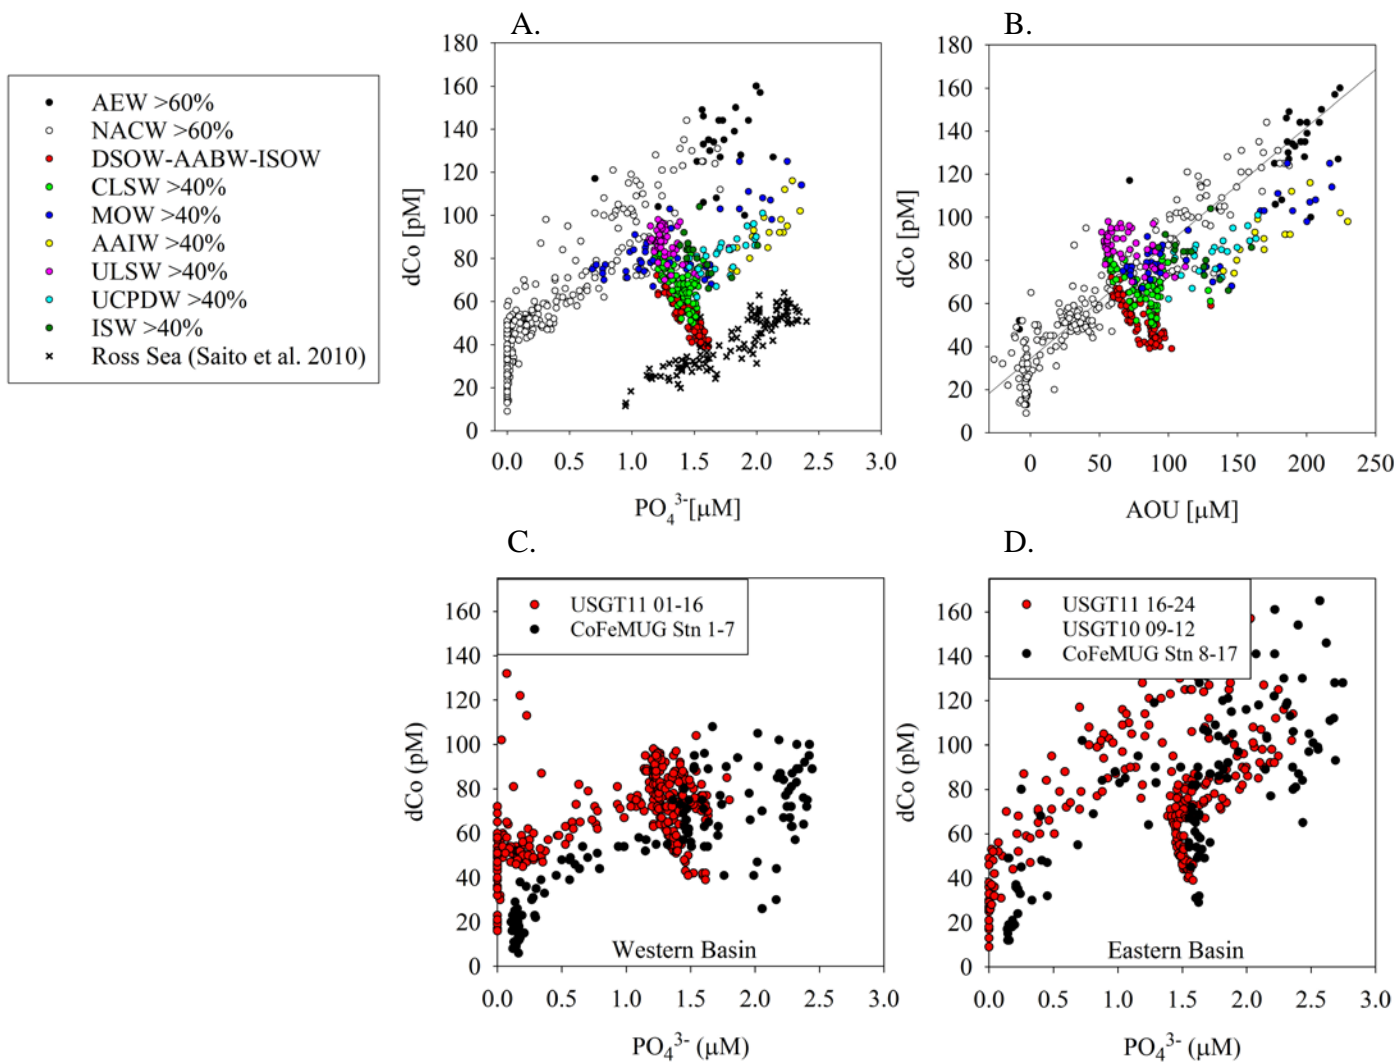 A.
B.
AEW >60%
NACW >60%
DSOW-AABW-ISOW
CLSW >40%
MOW >40%
AAIW >40%
ULSW >40%
UCPDW >40%
ISW >40%
Ross Sea (Saito et al. 2010)
dCo [pM]
180
160
140
120
100
80
60
40
20
0
0.0 0.5 1.0 1.5 2.0 2.5 3.0
PO₄³⁻[μM]
dCo [pM]
180
160
140
120
100
80
60
40
20
0
0 50 100 150 200 250
AOU [μM]
C.
D.
USGT11 01-16
CoFeMUG Stn 1-7
dCo (pM)
160
140
120
100
80
60
40
20
0
Western Basin
0.0 0.5 1.0 1.5 2.0 2.5 3.0
PO₄³⁻ (μM)
USGT11 16-24
USGT10 09-12
CoFeMUG Stn 8-17
dCo (pM)
160
140
120
100
80
60
40
20
0
Eastern Basin
0.0 0.5 1.0 1.5 2.0 2.5 3.0
PO₄³⁻ (μM)